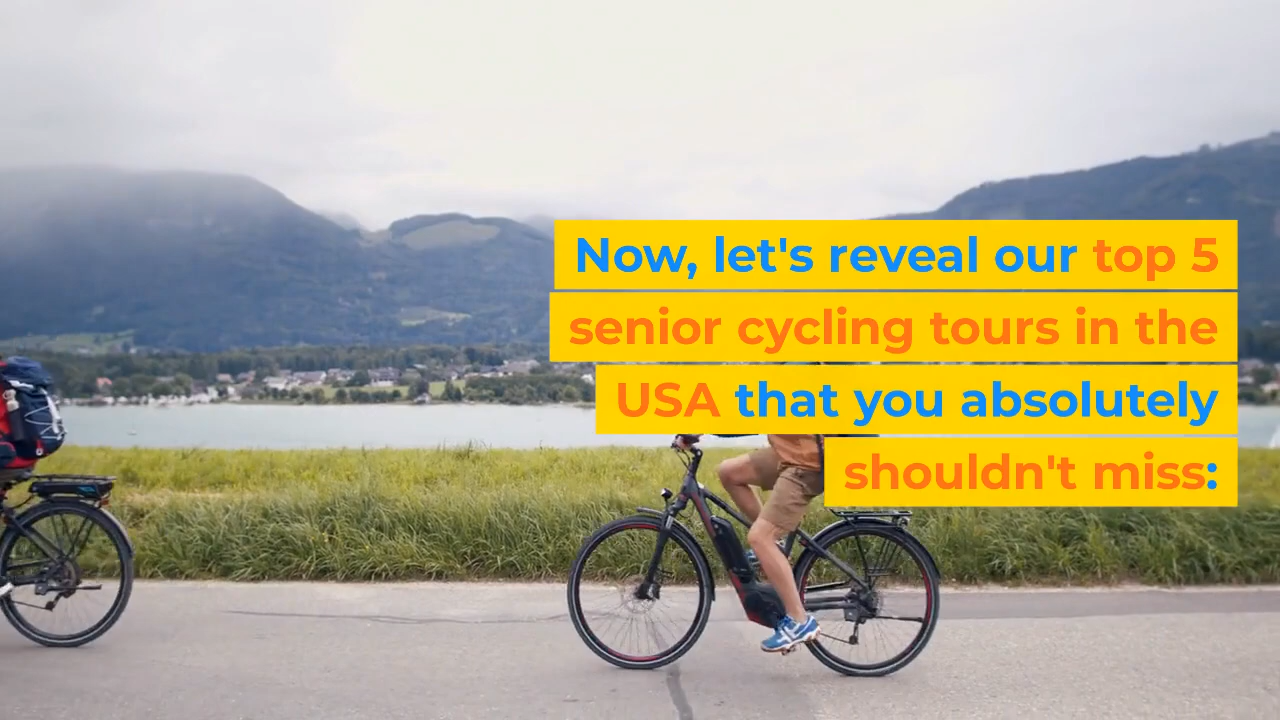 Now, let's reveal our top 5
senior cycling tours in the
USA that you absolutely
shouldn't miss: